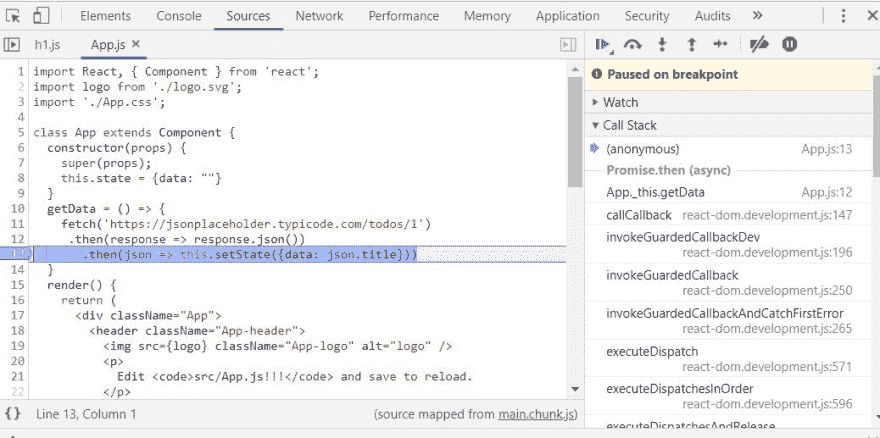 Elements Console Sources Network Performance Memory Application Security Audits »
h1.js App.js ×
1 import React, { Component } from 'react';
2 import logo from './logo.svg';
3 import './App.css';
4
5 class App extends Component {
6 constructor(props) {
7 super(props);
8 this.state = {data: ""}
9 }
10 getData = () => {
11 fetch('https://jsonplaceholder.typicode.com/todos/1')
12 .then(response => response.json())
13 .then(json => this.setState({data: json.title}))
14 }
15 render() {
16 return (
17 <div className="App">
18 <header className="App-header">
19 <img src={logo} className="App-logo" alt="logo" />
20 <p>
21 Edit <code>src/App.js!!!</code> and save to reload.
22 </p>
{} Line 13, Column 1 (source mapped from main.chunk.js)
Paused on breakpoint
Watch
Call Stack
(anonymous) App.js:13
Promise.then (async)
App._this.getData App.js:12
callCallback react-dom.development.js:147
invokeGuardedCallbackDev
react-dom.development.js:196
invokeGuardedCallback
react-dom.development.js:250
invokeGuardedCallbackAndCatchFirstError
react-dom.development.js:265
executeDispatch
react-dom.development.js:571
executeDispatchesInOrder
react-dom.development.js:596
executeDispatchesAndRelease